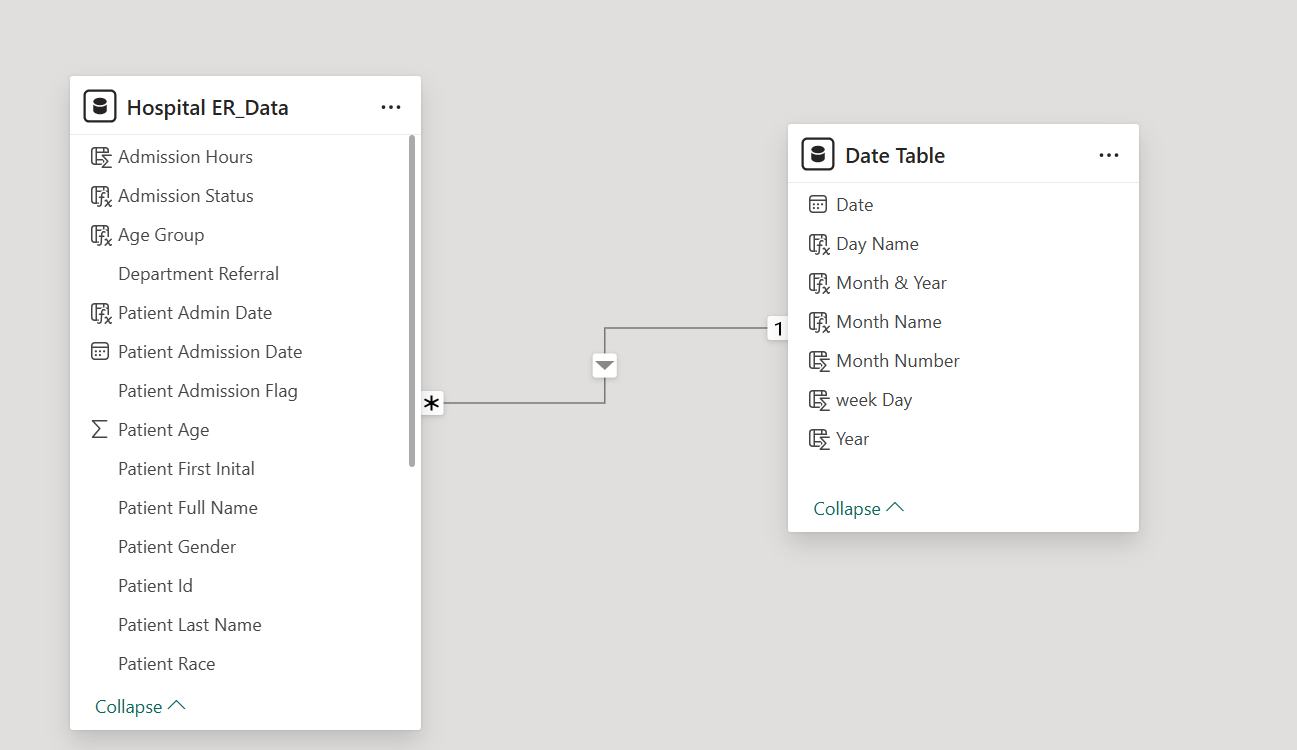 Hospital ER_Data
Admission Hours
Admission Status
Age Group
Department Referral
Patient Admin Date
Patient Admission Date
Patient Admission Flag
Patient Age
Patient First Inital
Patient Full Name
Patient Gender
Patient Id
Patient Last Name
Patient Race
Collapse
*
1
Date Table
Date
Day Name
Month & Year
Month Name
Month Number
week Day
Year
Collapse